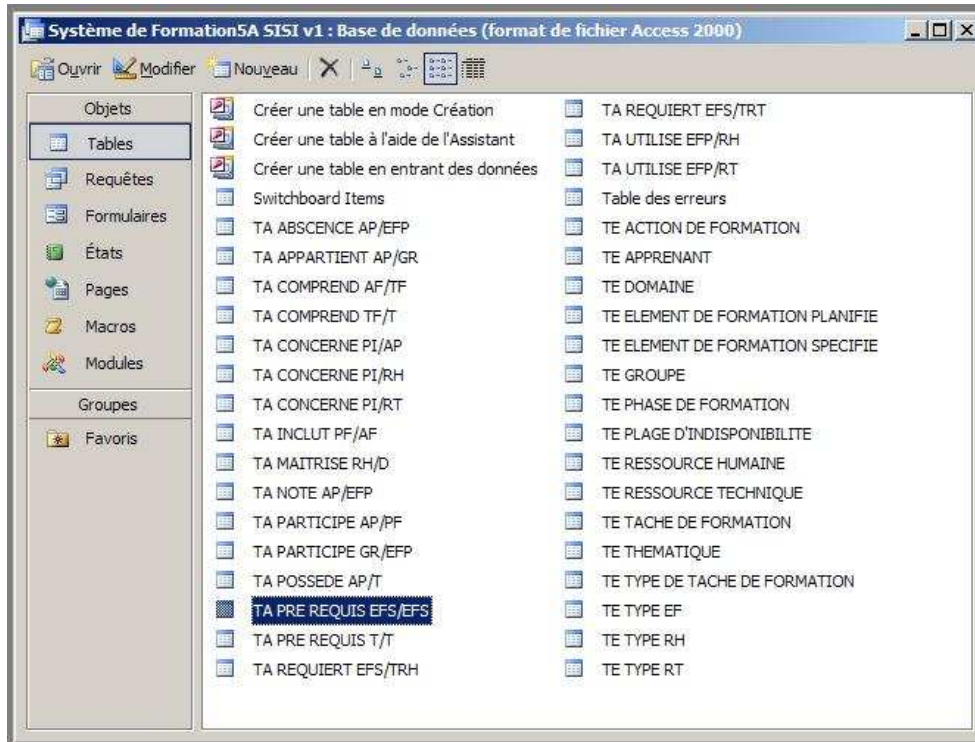 Système de Formation5A SISI v1 : Base de données (format de fichier Access 2000)
Ouvrir Modifier Nouveau
Objets
Tables
Requêtes
Formulaires
États
Pages
Macros
Modules
Groupes
Favoris
Créer une table en mode Création
Créer une table à l'aide de l'Assistant
Créer une table en entrant des données
Switchboard Items
TA ABSCENCE AP/EFP
TA APPARTIENT AP/GR
TA COMPREND AF/TF
TA COMPREND TF/T
TA CONCERNE PI/AP
TA CONCERNE PI/RH
TA CONCERNE PI/RT
TA INCLUT PF/AF
TA MAITRISE RH/D
TA NOTE AP/EFP
TA PARTICIPE AP/PF
TA PARTICIPE GR/EFP
TA POSSEDE AP/T
TA PRE REQUIS EFS/EFS
TA PRE REQUIS T/T
TA REQUIERT EFS/TRH
TA REQUIERT EFS/TRT
TA UTILISE EFP/RH
TA UTILISE EFP/RT
Table des erreurs
TE ACTION DE FORMATION
TE APPRENANT
TE DOMAINE
TE ELEMENT DE FORMATION PLANIFIE
TE ELEMENT DE FORMATION SPECIFIE
TE GROUPE
TE PHASE DE FORMATION
TE PLAGE D'INDISPONIBILITE
TE RESSOURCE HUMAINE
TE RESSOURCE TECHNIQUE
TE TACHE DE FORMATION
TE THEMATIQUE
TE TYPE DE TACHE DE FORMATION
TE TYPE EF
TE TYPE RH
TE TYPE RT